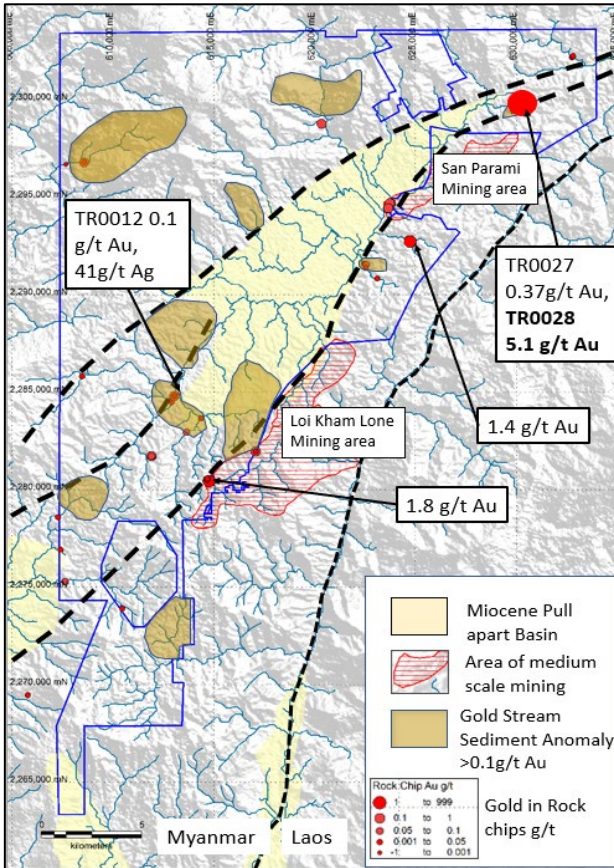 610,000 mE
615,000 mE
620,000 mE
625,000 mE
630,000 mE
2,300,000 mN
2,295,000 mN
2,290,000 mN
2,285,000 mN
2,280,000 mN
2,275,000 mN
2,270,000 mN
2,265,000 mN
San Parami
Mining area
TR0012 0.1
g/t Au,
41g/t Ag
TR0027
0.37g/t Au,
TR0028
5.1 g/t Au
1.4 g/t Au
Loi Kham Lone
Mining area
1.8 g/t Au
Miocene Pull
apart Basin
Area of medium
scale mining
Gold Stream
Sediment Anomaly
>0.1g/t Au
Rock:Chip Au g/t
1 to 999
0.1 to 1
0.05 to 0.1
0.001 to 0.05
-1 to 0.001
Gold in Rock
chips g/t
0 5
kilometers
Myanmar Laos